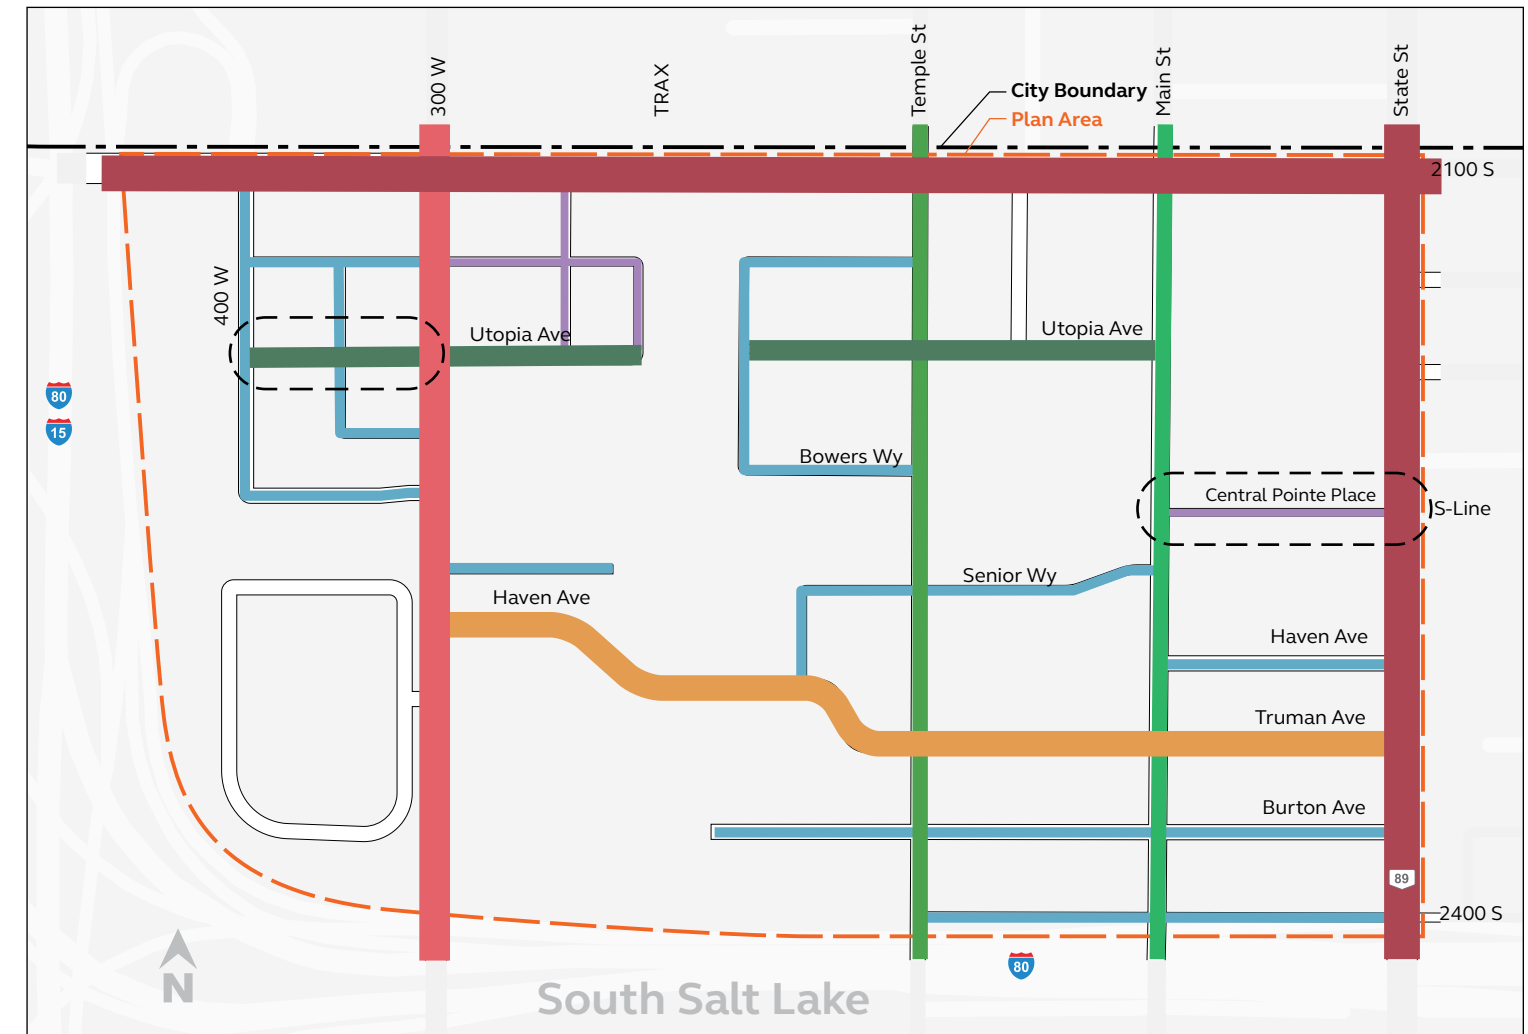 300 W
TRAX
Temple St
Main St
State St
City Boundary
Plan Area
2100 S
400 W
Utopia Ave
Utopia Ave
80
15
Bowers Wy
Central Pointe Place
S-Line
Senior Wy
Haven Ave
Haven Ave
Truman Ave
Burton Ave
89
2400 S
80
N
South Salt Lake